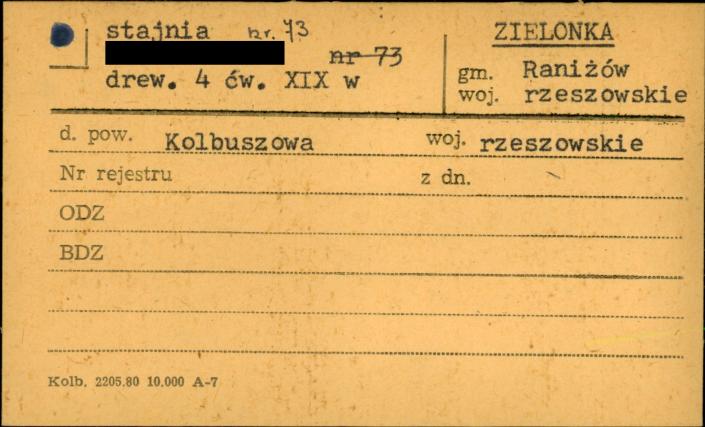 stajnia nr 73
nr 73
drew. 4 ćw. XIX w
ZIELONKA
gm. Raniżów
woj. rzeszowskie
d. pow. Kolbuszowa woj. rzeszowskie
Nr rejestru z dn.
ODZ
BDZ
Kolb. 2205.80 10.000 A-7